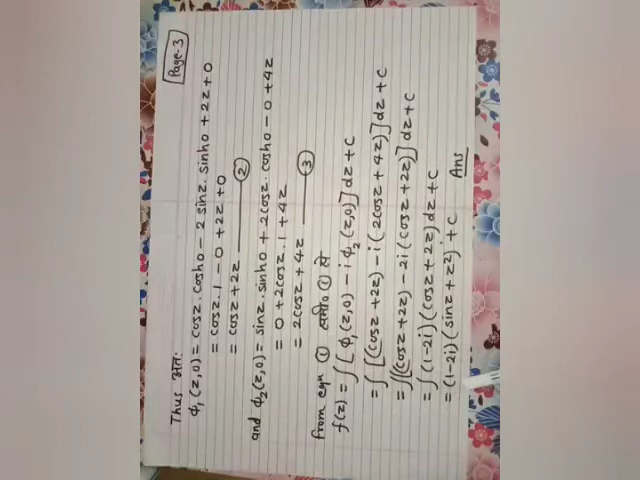 Page-3
Thus अतः
ϕ₁(z,0) = cosz.cosh0 - 2 sinz.sinh0 + 2z + 0
= cosz.1 - 0 + 2z + 0
= cosz + 2z ——— ②
and ϕ₂(z,0) = sinz.sinh0 + 2cosz.cosh0 - 0 + 4z
= 0 + 2cosz.1 + 4z
= 2cosz + 4z ——— ③
from eqⁿ ① समी० ① से
f(z) = ∫[ϕ₁(z,0) - i ϕ₂(z,0)]dz + C
= ∫[(cosz + 2z) - i(2cosz + 4z)]dz + C
= ∫[(cosz + 2z) - 2i(cosz + 2z)]dz + C
= ∫(1-2i)(cosz + 2z)dz + C
= (1-2i)(sinz + z²) + C
Ans